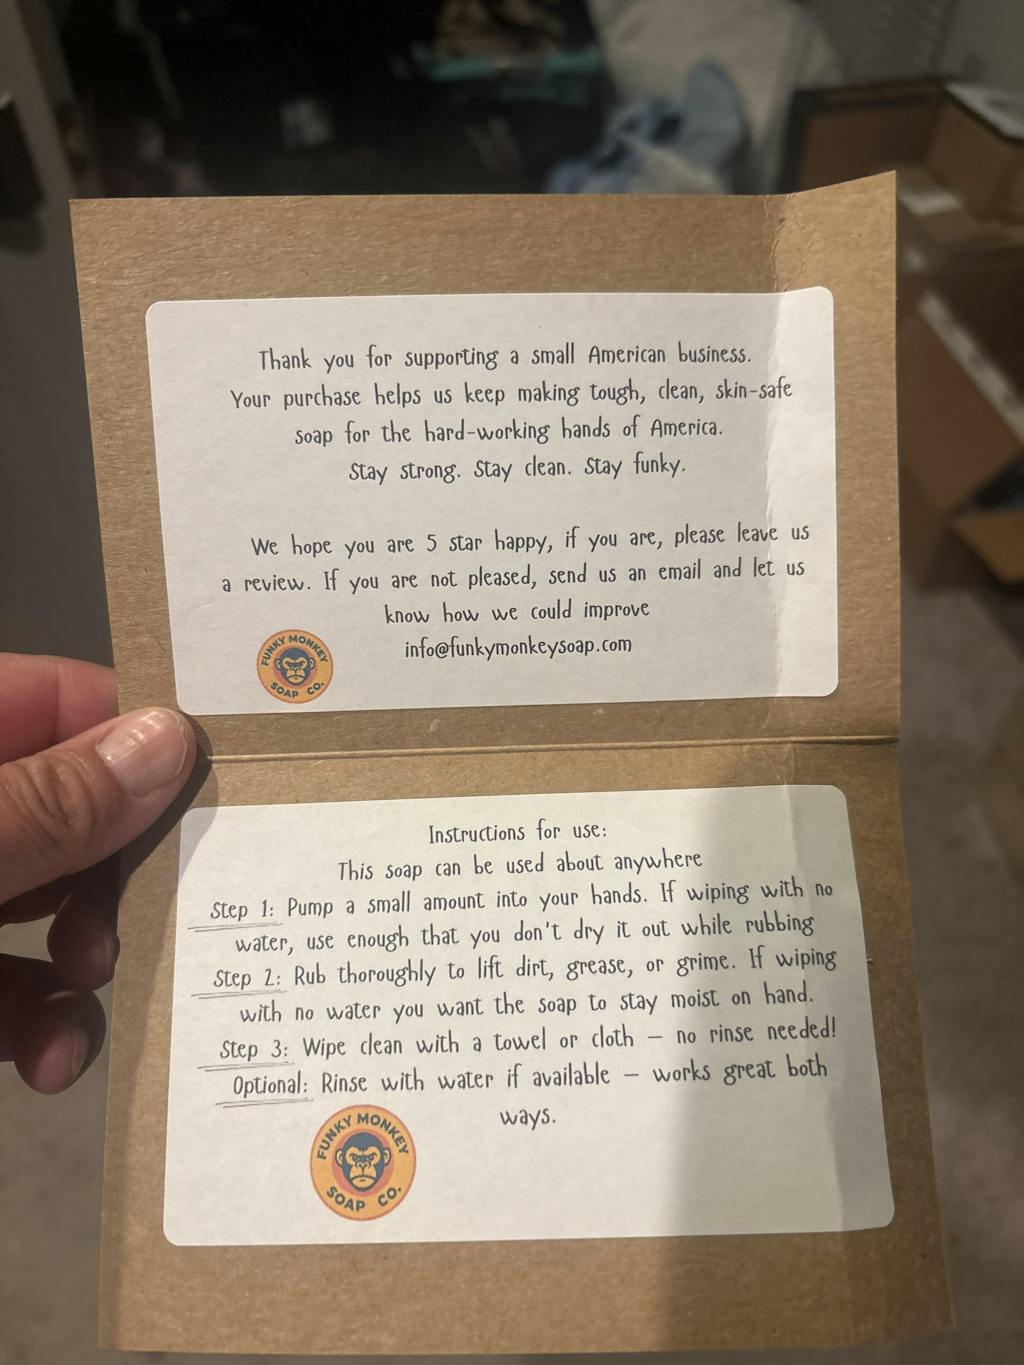 Thank you for supporting a small American business.
Your purchase helps us keep making tough, clean, skin-safe
soap for the hard-working hands of America.
Stay strong. Stay clean. Stay funky.
We hope you are 5 star happy, if you are, please leave us
a review. If you are not pleased, send us an email and let us
know how we could improve
info@funkymonkeysoap.com
FUNKY MONKEY
SOAP CO.
Instructions for use:
This soap can be used about anywhere
Step 1: Pump a small amount into your hands. If wiping with no
water, use enough that you don't dry it out while rubbing
Step 2: Rub thoroughly to lift dirt, grease, or grime. If wiping
with no water you want the soap to stay moist on hand.
Step 3: Wipe clean with a towel or cloth – no rinse needed!
Optional: Rinse with water if available – works great both
ways.
FUNKY MONKEY
SOAP CO.